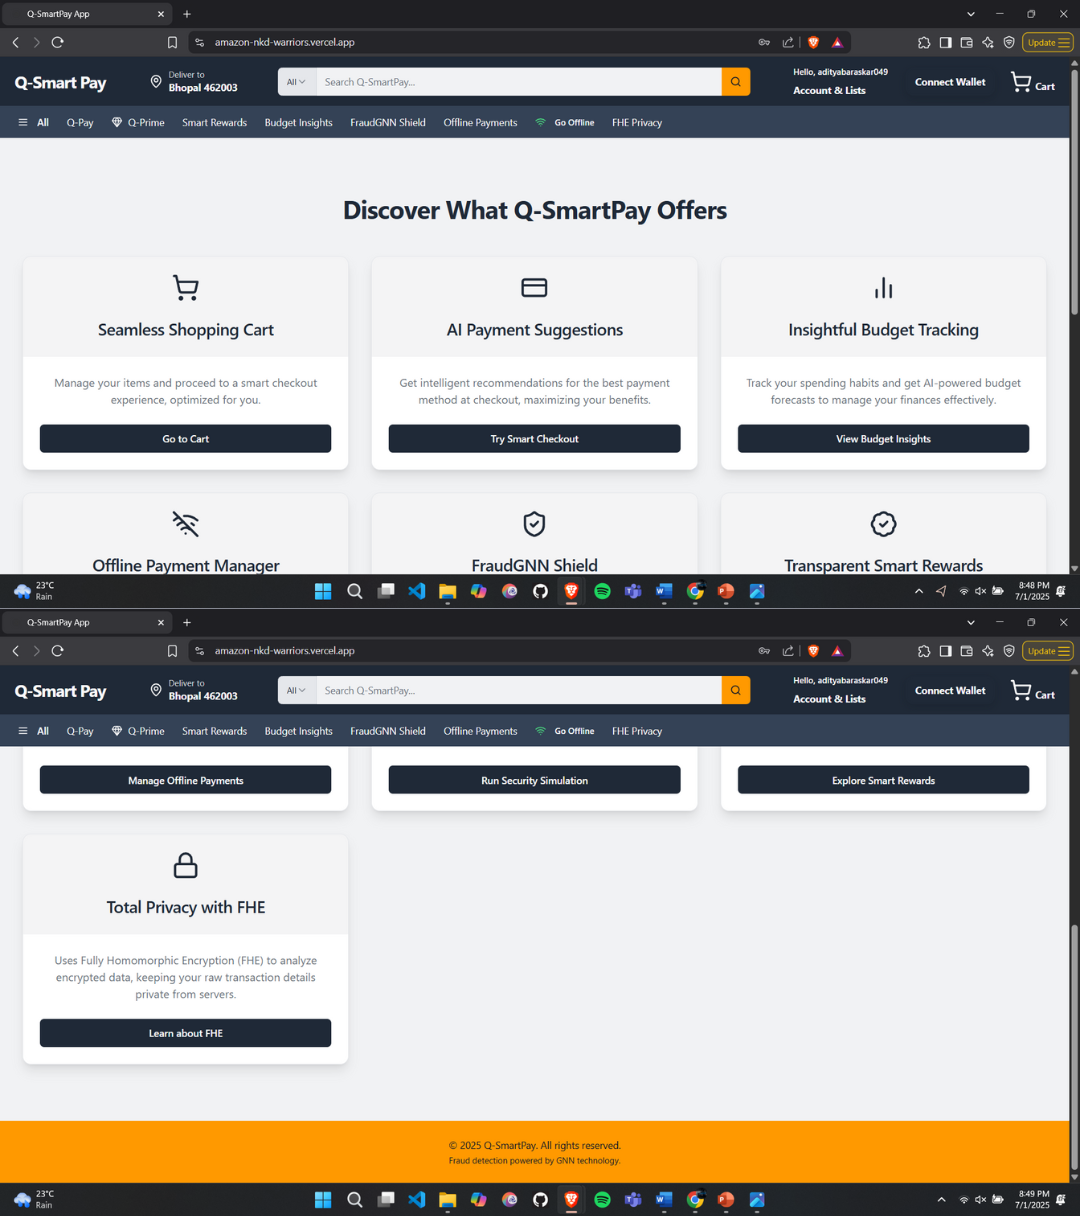 Q-SmartPay App
amazon-nkd-warriors.vercel.app
Update
Q-Smart Pay
Deliver to
Bhopal 462003
All
Search Q-SmartPay...
Hello, adityabaraskar049
Account & Lists
Connect Wallet
Cart
All
Q-Pay
Q-Prime
Smart Rewards
Budget Insights
FraudGNN Shield
Offline Payments
Go Offline
FHE Privacy
Discover What Q-SmartPay Offers
Seamless Shopping Cart
Manage your items and proceed to a smart checkout
experience, optimized for you.
Go to Cart
AI Payment Suggestions
Get intelligent recommendations for the best payment
method at checkout, maximizing your benefits.
Try Smart Checkout
Insightful Budget Tracking
Track your spending habits and get AI-powered budget
forecasts to manage your finances effectively.
View Budget Insights
Offline Payment Manager
FraudGNN Shield
Transparent Smart Rewards
23°C
Rain
8:48 PM
7/1/2025
Q-SmartPay App
amazon-nkd-warriors.vercel.app
Update
Q-Smart Pay
Deliver to
Bhopal 462003
All
Search Q-SmartPay...
Hello, adityabaraskar049
Account & Lists
Connect Wallet
Cart
All
Q-Pay
Q-Prime
Smart Rewards
Budget Insights
FraudGNN Shield
Offline Payments
Go Offline
FHE Privacy
Manage Offline Payments
Run Security Simulation
Explore Smart Rewards
Total Privacy with FHE
Uses Fully Homomorphic Encryption (FHE) to analyze
encrypted data, keeping your raw transaction details
private from servers.
Learn about FHE
© 2025 Q-SmartPay. All rights reserved.
Fraud detection powered by GNN technology.
23°C
Rain
8:49 PM
7/1/2025